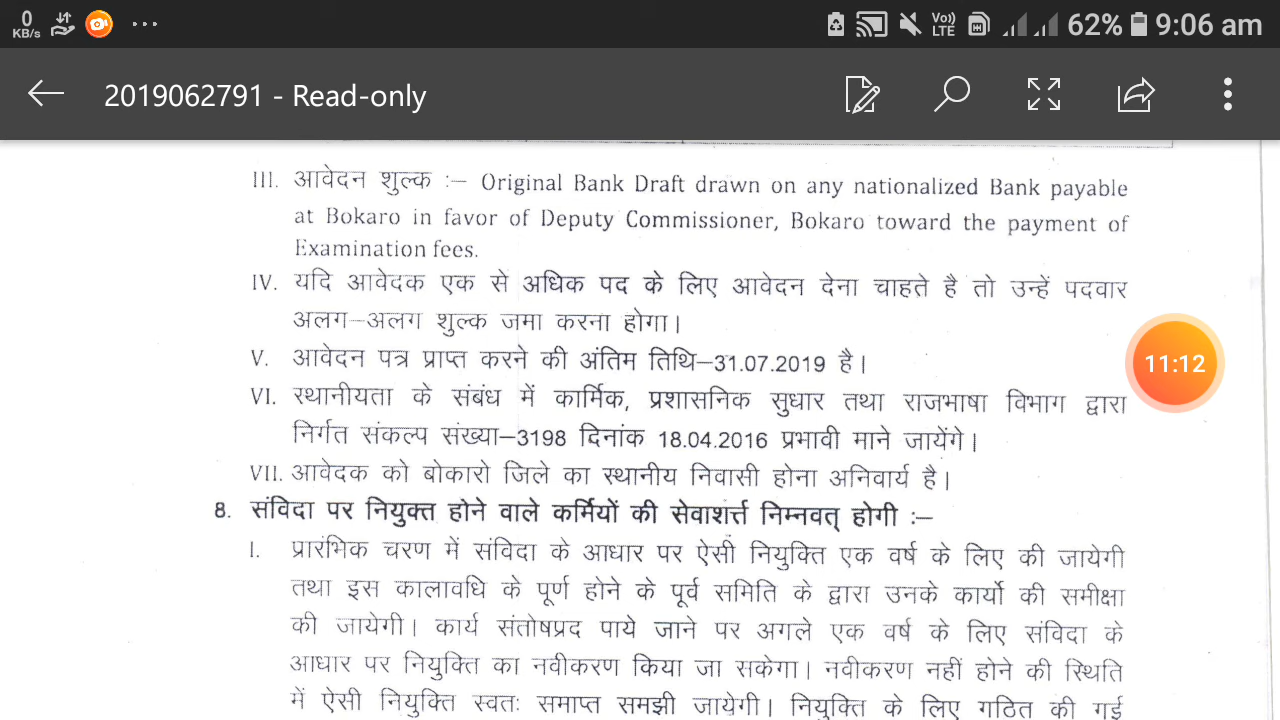 0 KB/s ... Vo)) LTE 62% 9:06 am
2019062791 - Read-only
III. आवेदन शुल्क :– Original Bank Draft drawn on any nationalized Bank payable
at Bokaro in favor of Deputy Commissioner, Bokaro toward the payment of
Examination fees.
IV. यदि आवेदक एक से अधिक पद के लिए आवेदन देना चाहते है तो उन्हें पदवार
अलग–अलग शुल्क जमा करना होगा।
V. आवेदन पत्र प्राप्त करने की अंतिम तिथि–31.07.2019 है।
11:12
VI. स्थानीयता के संबंध में कार्मिक, प्रशासनिक सुधार तथा राजभाषा विभाग द्वारा
निर्गत संकल्प संख्या–3198 दिनांक 18.04.2016 प्रभावी माने जायेंगे।
VII. आवेदक को बोकारो जिले का स्थानीय निवासी होना अनिवार्य है।
8. संविदा पर नियुक्त होने वाले कर्मियों की सेवाशर्त्त निम्नवत् होगी :–
I. प्रारंभिक चरण में संविदा के आधार पर ऐसी नियुक्ति एक वर्ष के लिए की जायेगी
तथा इस कालावधि के पूर्ण होने के पूर्व समिति के द्वारा उनके कार्यो की समीक्षा
की जायेगी। कार्य संतोषप्रद पाये जाने पर अगले एक वर्ष के लिए संविदा के
आधार पर नियुक्ति का नवीकरण किया जा सकेगा। नवीकरण नहीं होने की स्थिति
में ऐसी नियुक्ति स्वतः समाप्त समझी जायेगी। नियुक्ति के लिए गठित की गई